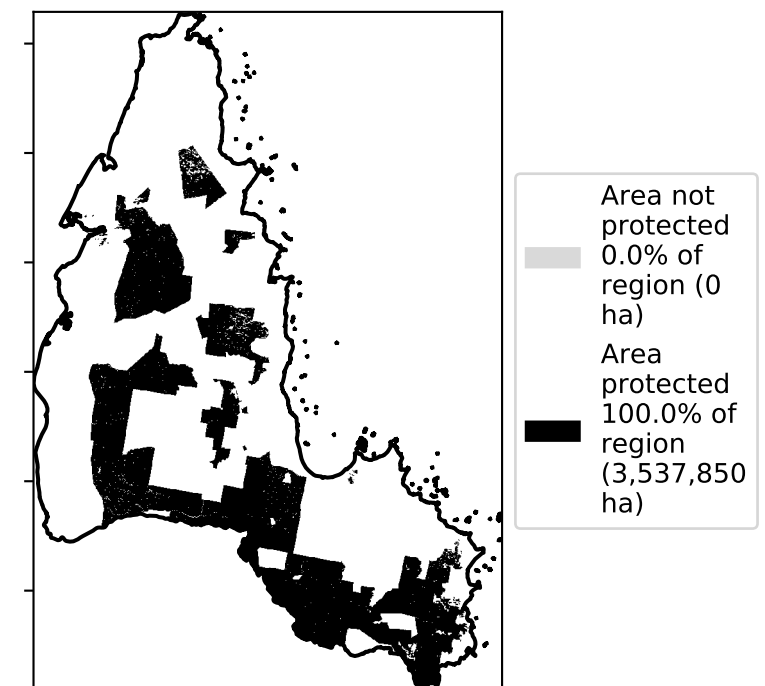 Area not
protected
0.0% of
region (0
ha)
Area
protected
100.0% of
region
(3,537,850
ha)